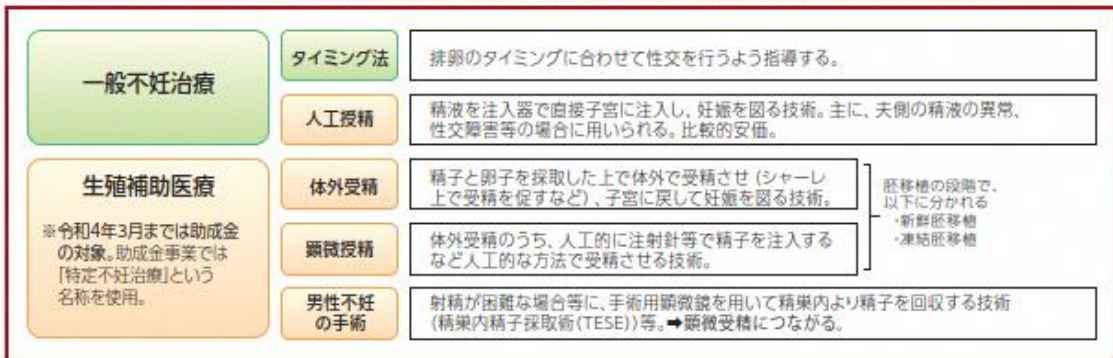 一般不妊治療
タイミング法
排卵のタイミングに合わせて性交を行うよう指導する。
人工授精
精液を注入器で直接子宮に注入し、妊娠を図る技術。主に、夫側の精液の異常、
性交障害等の場合に用いられる。比較的安価。
生殖補助医療
※令和4年3月までは助成金
の対象。助成金事業では
「特定不妊治療」という
名称を使用。
体外受精
精子と卵子を採取した上で体外で受精させ(シャーレ
上で受精を促すなど)、子宮に戻して妊娠を図る技術。
顕微授精
体外受精のうち、人工的に注射針等で精子を注入する
など人工的な方法で受精させる技術。
胚移植の段階で、
以下に分かれる
・新鮮胚移植
・凍結胚移植
男性不妊
の手術
射精が困難な場合等に、手術用顕微鏡を用いて精巣内より精子を回収する技術
(精巣内精子採取術(TESE))等。➡顕微受精につながる。